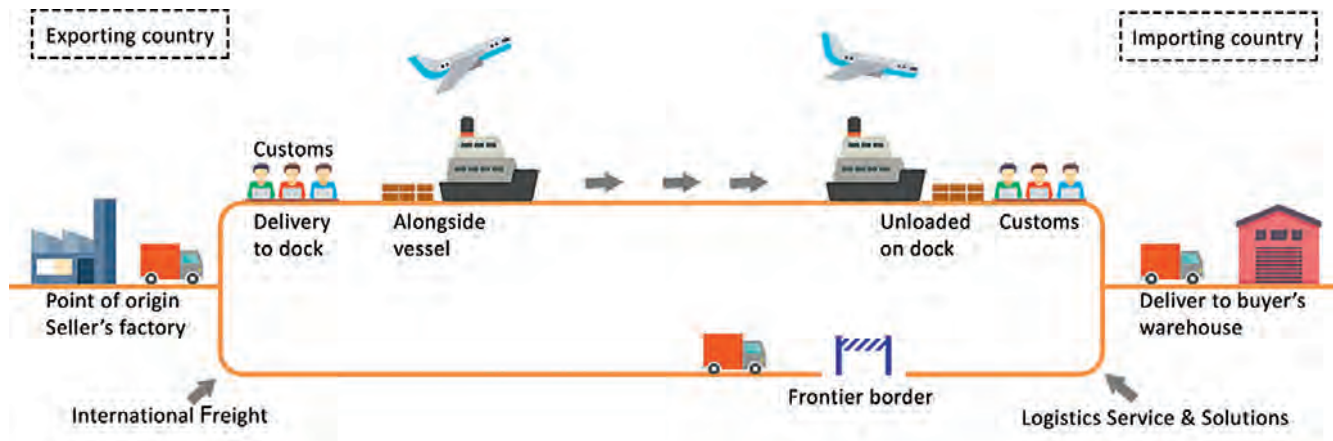 Exporting country
Importing country
Customs
Delivery
to dock
Alongside
vessel
Unloaded
on dock
Customs
Point of origin
Seller's factory
Deliver to buyer's
warehouse
Frontier border
International Freight
Logistics Service & Solutions